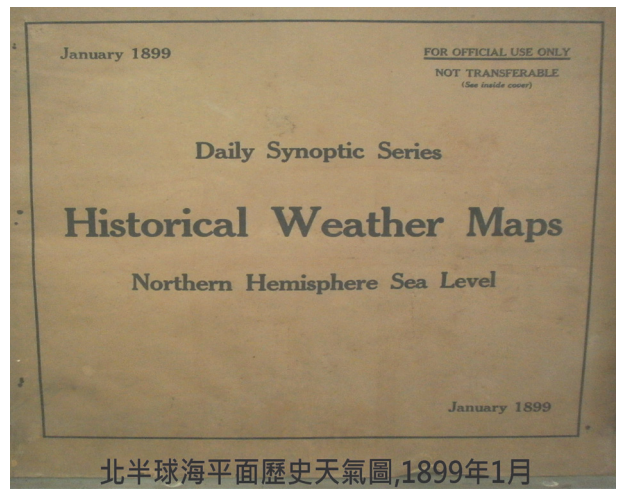 January 1899
FOR OFFICIAL USE ONLY
NOT TRANSFERABLE
(See inside cover)
Daily Synoptic Series
Historical Weather Maps
Northern Hemisphere Sea Level
January 1899
北半球海平面歷史天氣圖,1899年1月